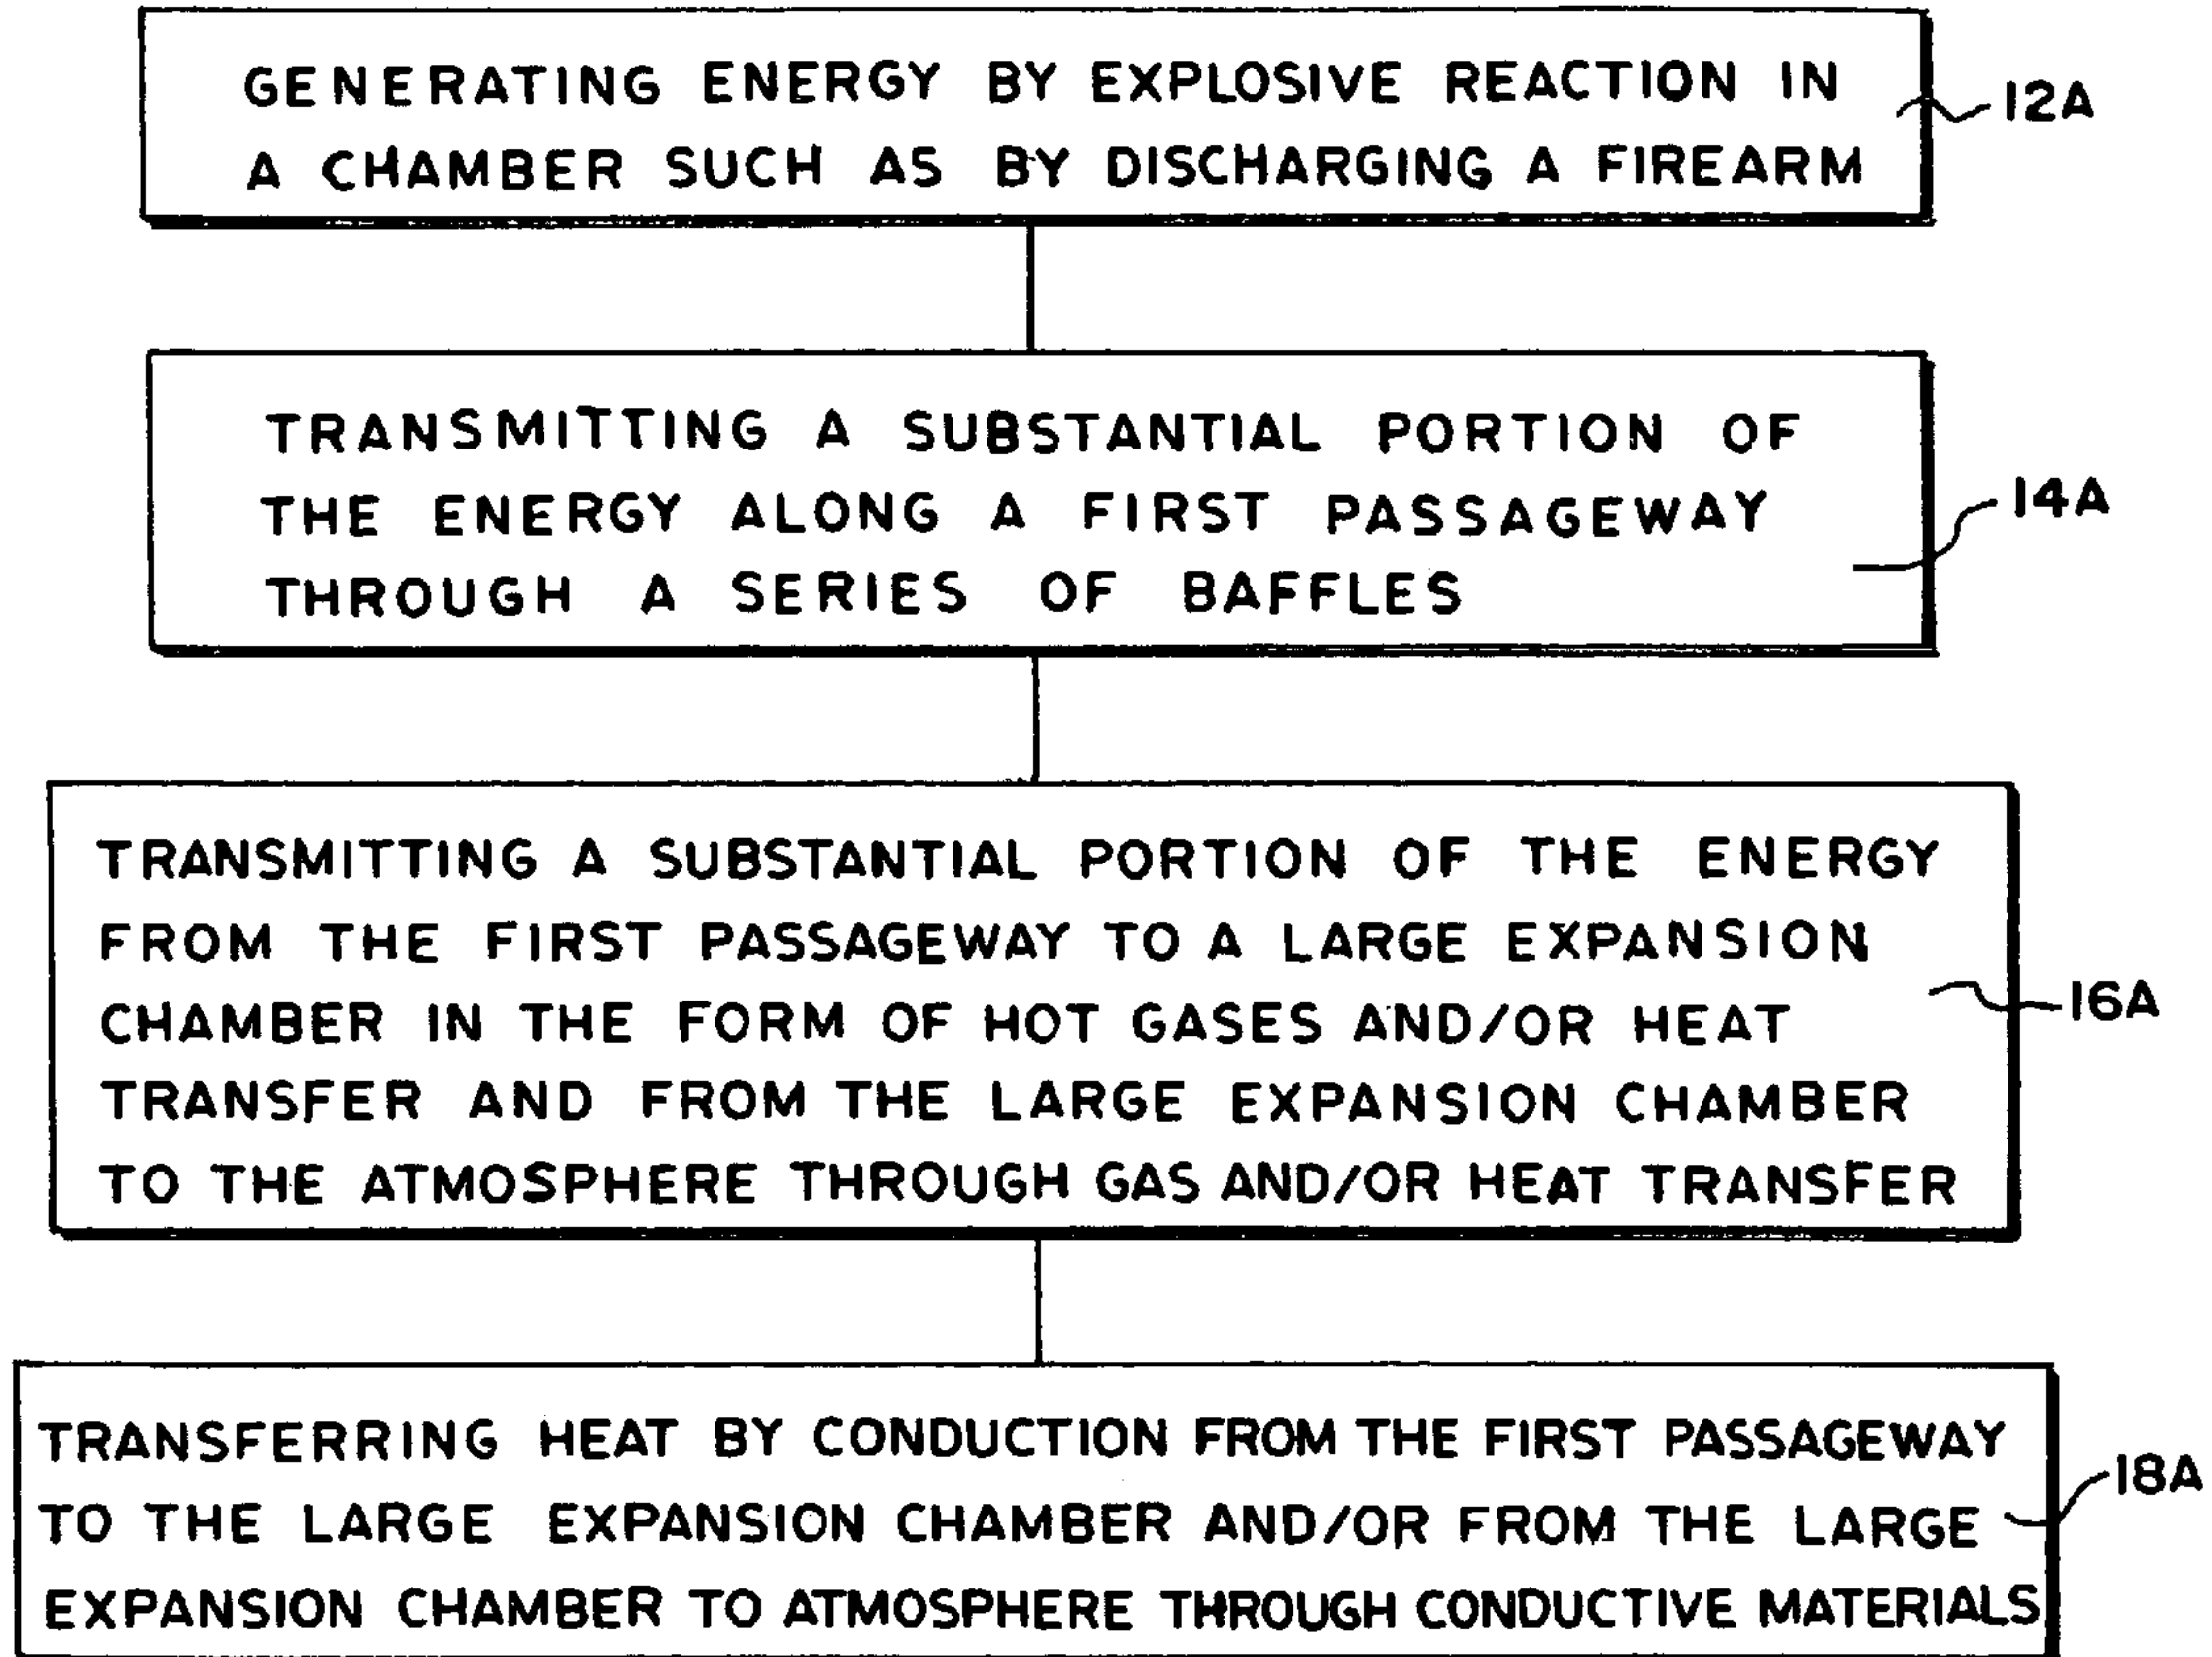 GENERATING ENERGY BY EXPLOSIVE REACTION IN
A CHAMBER SUCH AS BY DISCHARGING A FIREARM
12A
TRANSMITTING A SUBSTANTIAL PORTION OF
THE ENERGY ALONG A FIRST PASSAGEWAY
THROUGH A SERIES OF BAFFLES
14A
TRANSMITTING A SUBSTANTIAL PORTION OF THE ENERGY
FROM THE FIRST PASSAGEWAY TO A LARGE EXPANSION
CHAMBER IN THE FORM OF HOT GASES AND/OR HEAT
TRANSFER AND FROM THE LARGE EXPANSION CHAMBER
TO THE ATMOSPHERE THROUGH GAS AND/OR HEAT TRANSFER
16A
TRANSFERRING HEAT BY CONDUCTION FROM THE FIRST PASSAGEWAY
TO THE LARGE EXPANSION CHAMBER AND/OR FROM THE LARGE
EXPANSION CHAMBER TO ATMOSPHERE THROUGH CONDUCTIVE MATERIALS
18A